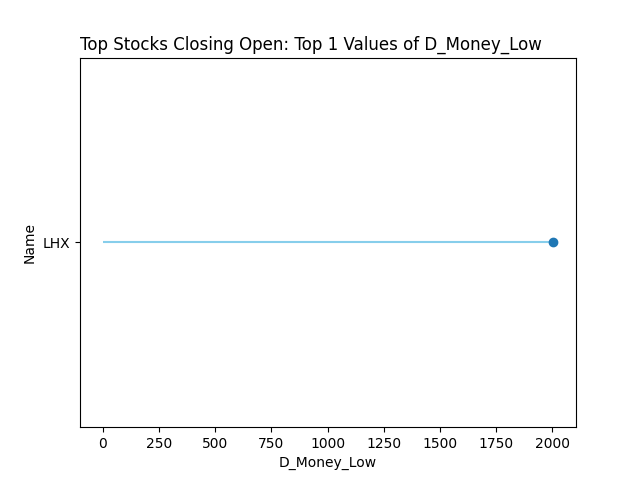 Top Stocks Closing Open: Top 1 Values of D_Money_Low
Name
LHX
0 250 500 750 1000 1250 1500 1750 2000
D_Money_Low